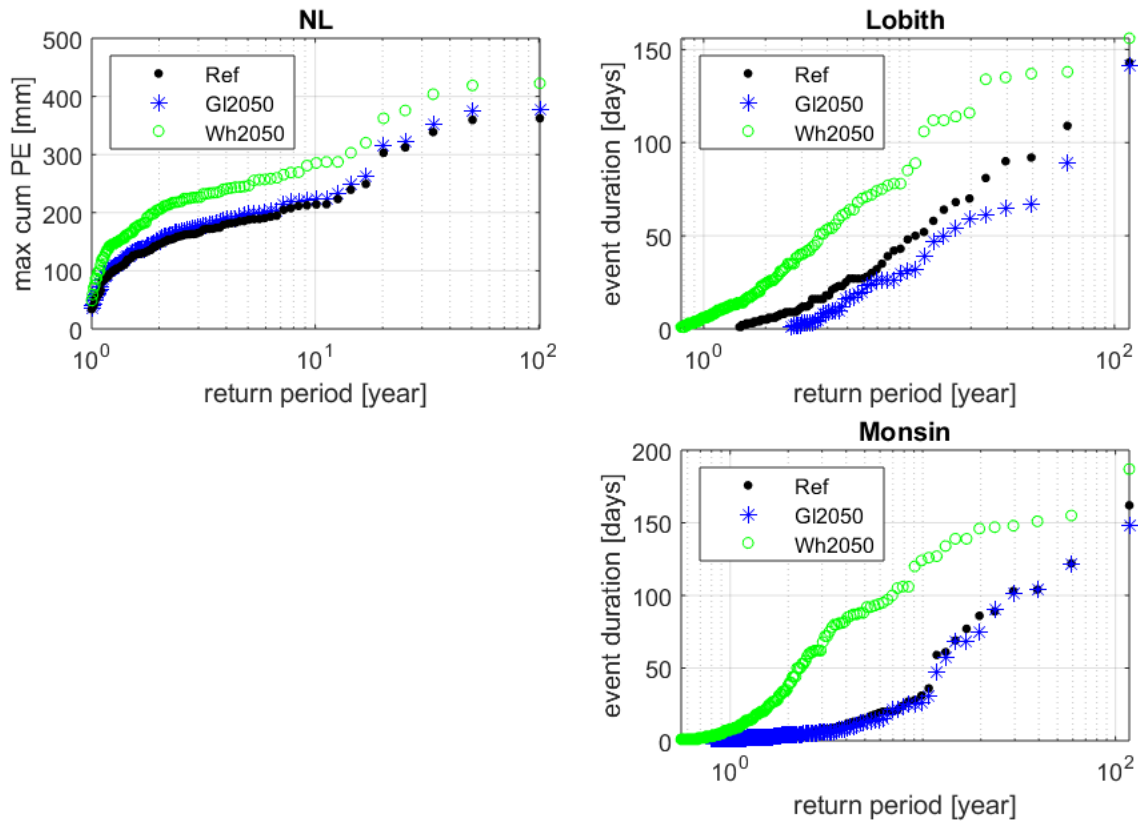 NL
500
400
300
200
100
0
max cum PE [mm]
Ref
Gl2050
Wh2050
10^0
10^1
10^2
return period [year]
Lobith
150
100
50
0
event duration [days]
Ref
Gl2050
Wh2050
10^0
10^2
return period [year]
Monsin
200
150
100
50
0
event duration [days]
Ref
Gl2050
Wh2050
10^0
10^2
return period [year]